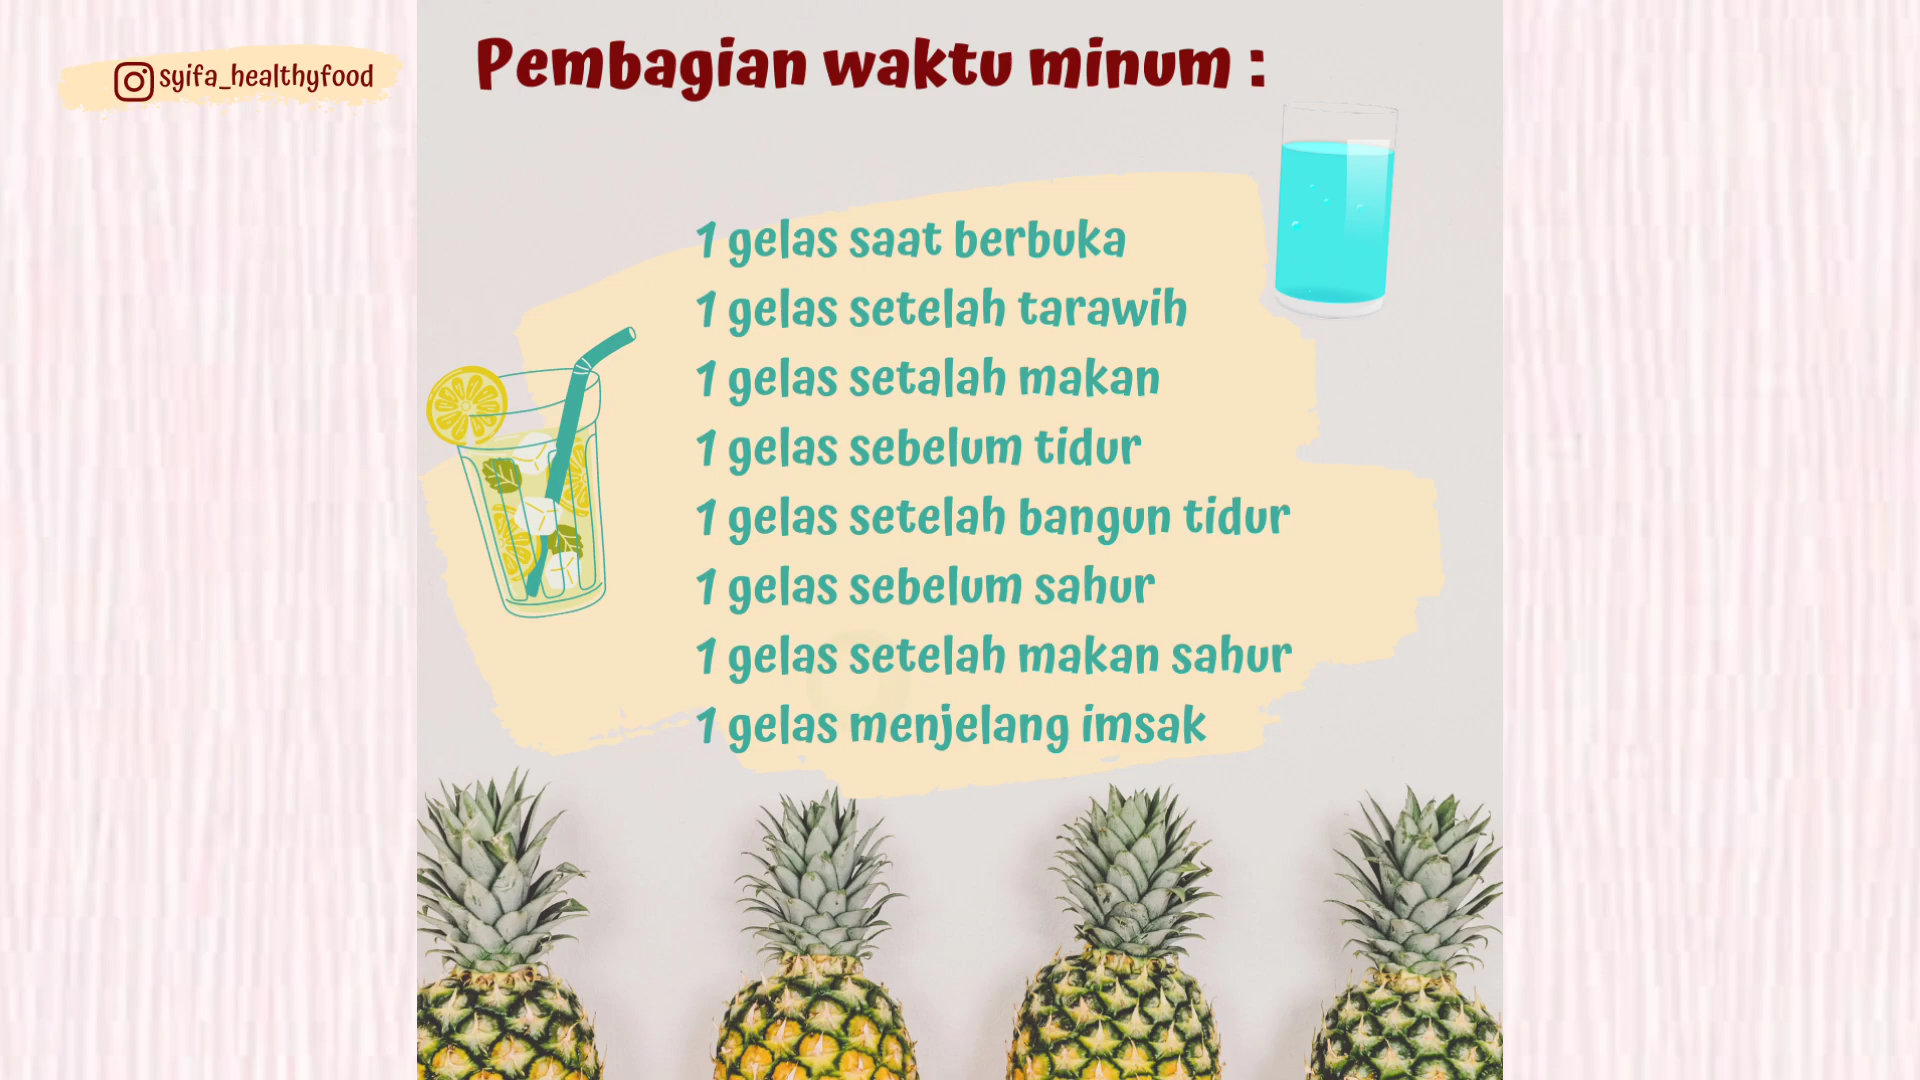 syifa_healthyfood
Pembagian waktu minum :
1 gelas saat berbuka
1 gelas setelah tarawih
1 gelas setalah makan
1 gelas sebelum tidur
1 gelas setelah bangun tidur
1 gelas sebelum sahur
1 gelas setelah makan sahur
1 gelas menjelang imsak